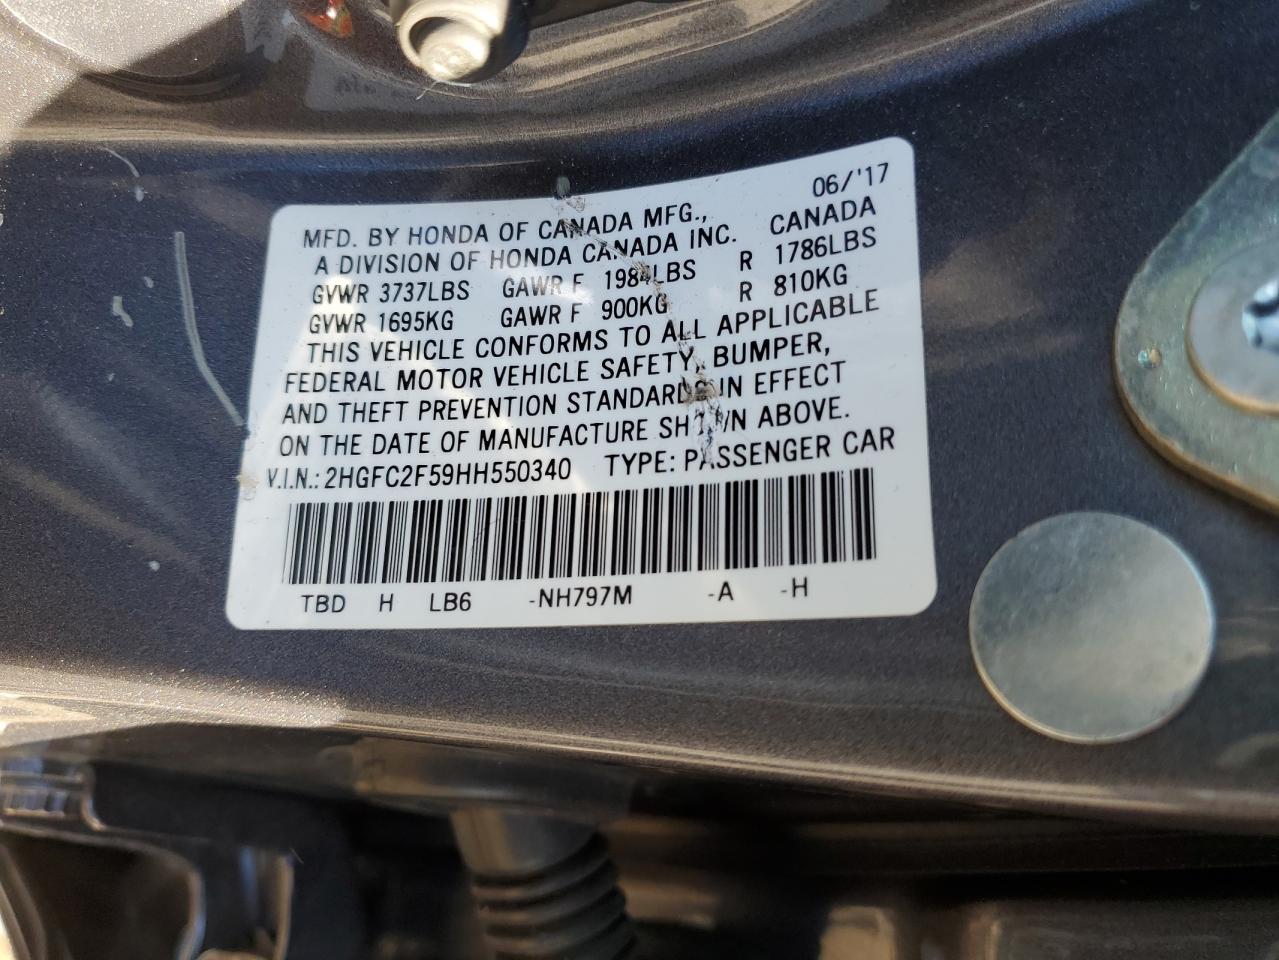 06/'17
MFD. BY HONDA OF CANADA MFG., CANADA
A DIVISION OF HONDA CANADA INC.
GVWR 3737LBS GAWR F 1984LBS R 1786LBS
GVWR 1695KG GAWR F 900KG R 810KG
THIS VEHICLE CONFORMS TO ALL APPLICABLE
FEDERAL MOTOR VEHICLE SAFETY, BUMPER,
AND THEFT PREVENTION STANDARDS IN EFFECT
ON THE DATE OF MANUFACTURE SHOWN ABOVE.
V.I.N.: 2HGFC2F59HH550340 TYPE: PASSENGER CAR
TBD H LB6 -NH797M -A -H